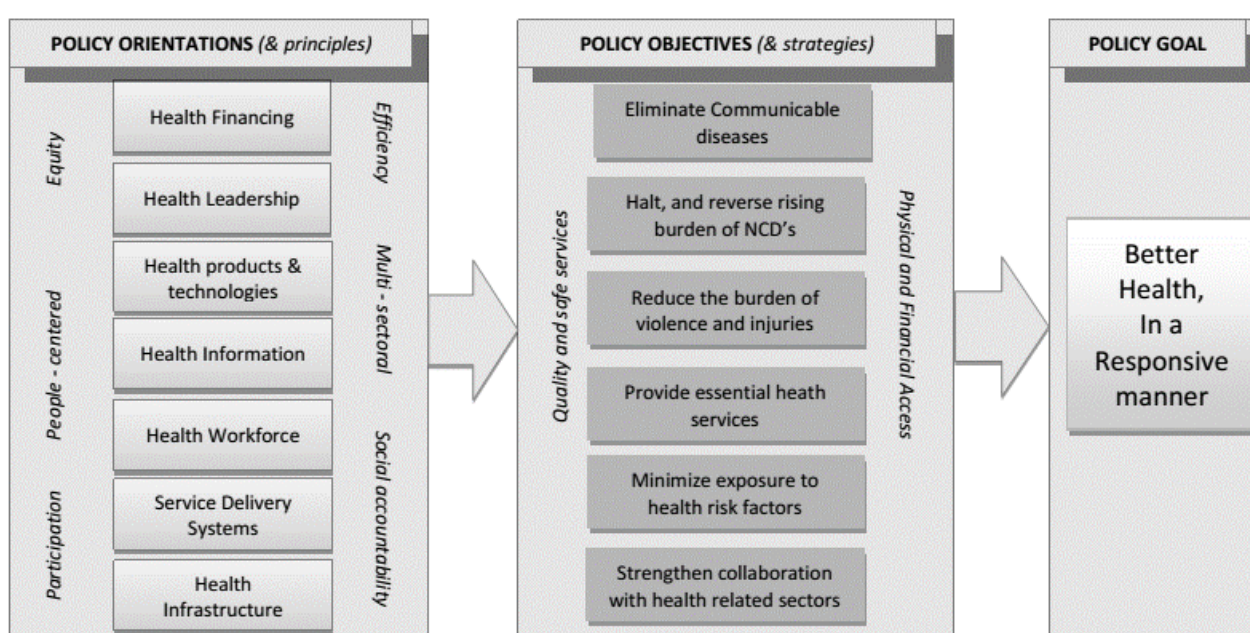 POLICY ORIENTATIONS (& principles)
Equity
People - centered
Participation
Health Financing
Health Leadership
Health products &
technologies
Health Information
Health Workforce
Service Delivery
Systems
Health
Infrastructure
Efficiency
Multi - sectoral
Social accountability
POLICY OBJECTIVES (& strategies)
Quality and safe services
Eliminate Communicable
diseases
Halt, and reverse rising
burden of NCD's
Reduce the burden of
violence and injuries
Provide essential heath
services
Minimize exposure to
health risk factors
Strengthen collaboration
with health related sectors
Physical and Financial Access
POLICY GOAL
Better
Health,
In a
Responsive
manner